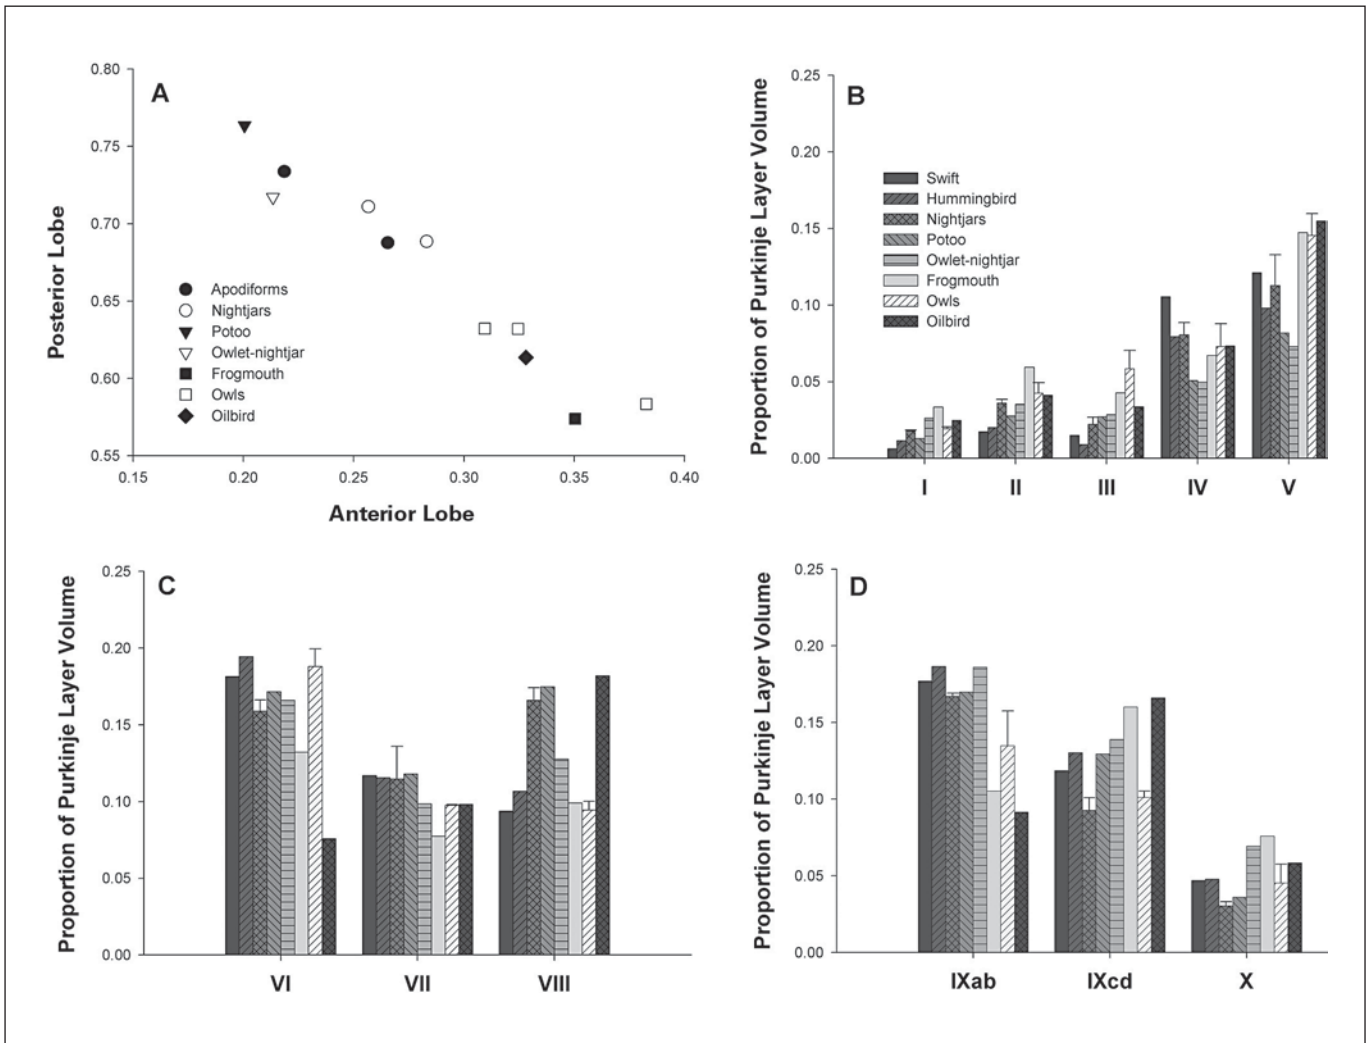 A
0.80
0.75
0.70
0.65
0.60
0.55
Posterior Lobe
Apodiforms
Nightjars
Potoo
Owlet-nightjar
Frogmouth
Owls
Oilbird
0.15 0.20 0.25 0.30 0.35 0.40
Anterior Lobe
B
0.25
0.20
0.15
0.10
0.05
0.00
Proportion of Purkinje Layer Volume
Swift
Hummingbird
Nightjars
Potoo
Owlet-nightjar
Frogmouth
Owls
Oilbird
I II III IV V
C
0.25
0.20
0.15
0.10
0.05
0.00
Proportion of Purkinje Layer Volume
VI VII VIII
D
0.25
0.20
0.15
0.10
0.05
0.00
Proportion of Purkinje Layer Volume
IXab IXcd X